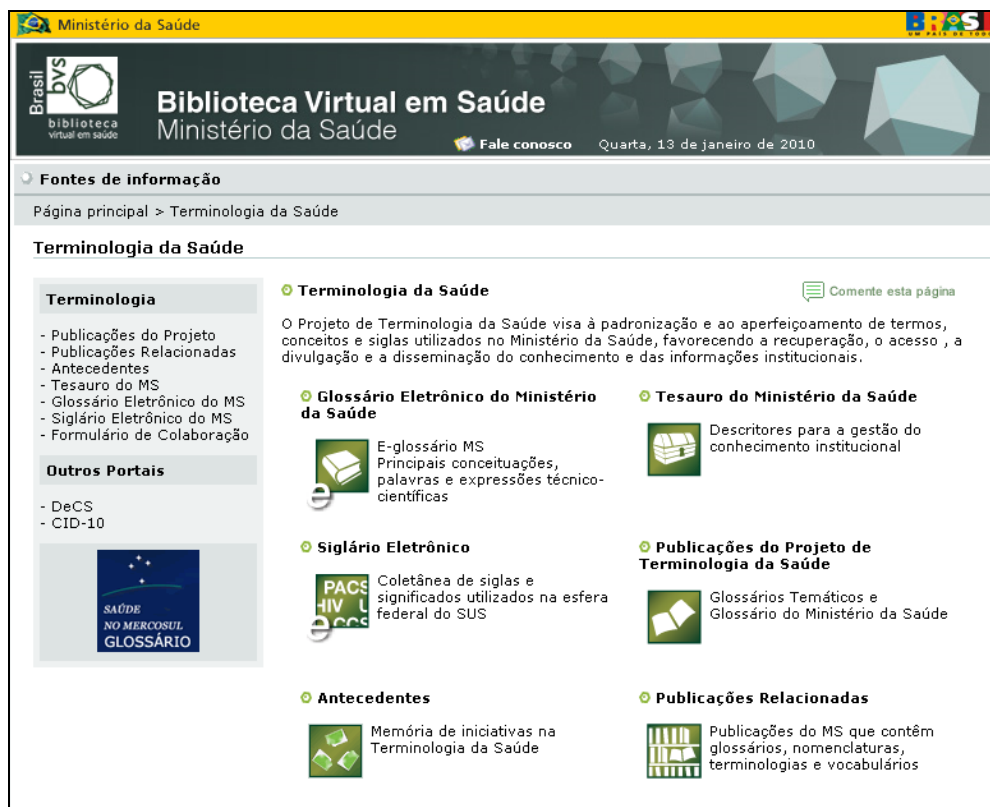 Ministério da Saúde
BRASIL
UM PAÍS DE TODOS
Brasil
bvs
biblioteca
virtual em saúde
Biblioteca Virtual em Saúde
Ministério da Saúde
Fale conosco
Quarta, 13 de janeiro de 2010
Fontes de informação
Página principal > Terminologia da Saúde
Terminologia da Saúde
Terminologia
- Publicações do Projeto
- Publicações Relacionadas
- Antecedentes
- Tesauro do MS
- Glossário Eletrônico do MS
- Siglário Eletrônico do MS
- Formulário de Colaboração
Outros Portais
- DeCS
- CID-10
SAÚDE
NO MERCOSUL
GLOSSÁRIO
Terminologia da Saúde
Comente esta página
O Projeto de Terminologia da Saúde visa à padronização e ao aperfeiçoamento de termos,
conceitos e siglas utilizados no Ministério da Saúde, favorecendo a recuperação, o acesso , a
divulgação e a disseminação do conhecimento e das informações institucionais.
Glossário Eletrônico do Ministério
da Saúde
E-glossário MS
Principais conceituações,
palavras e expressões técnico-
científicas
e
Tesauro do Ministério da Saúde
Descritores para a gestão do
conhecimento institucional
Siglário Eletrônico
PACS
HIV U
CCS
e
Coletânea de siglas e
significados utilizados na esfera
federal do SUS
Publicações do Projeto de
Terminologia da Saúde
Glossários Temáticos e
Glossário do Ministério da Saúde
Antecedentes
Memória de iniciativas na
Terminologia da Saúde
Publicações Relacionadas
Publicações do MS que contêm
glossários, nomenclaturas,
terminologias e vocabulários